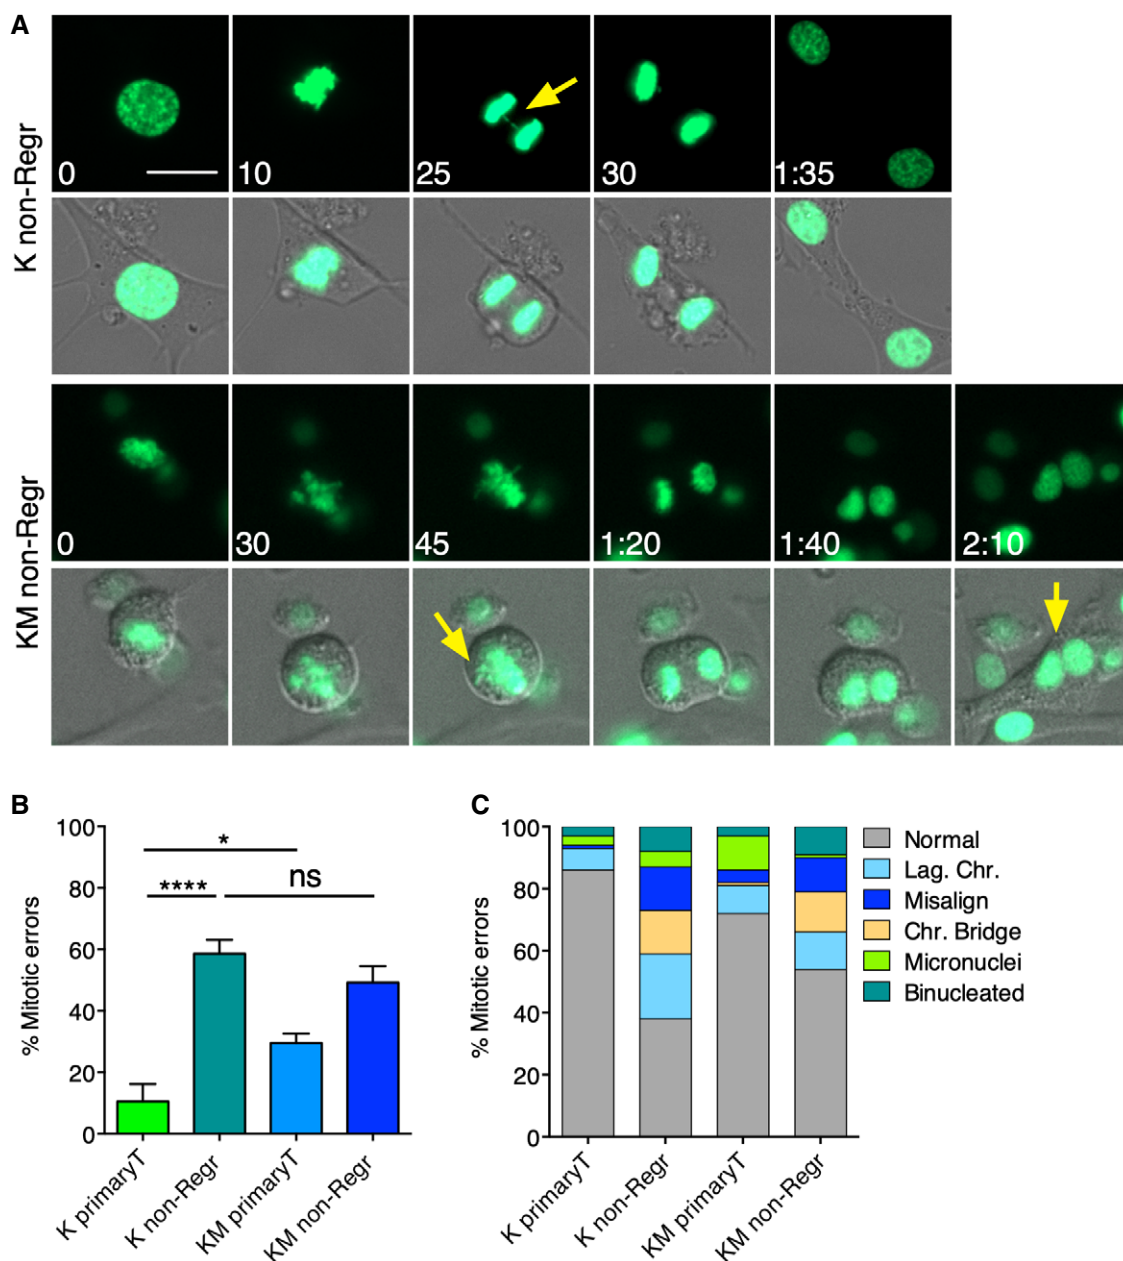 A
K non-Regr
0
10
25
30
1:35
KM non-Regr
0
30
45
1:20
1:40
2:10
B
% Mitotic errors
100
80
60
40
20
0
*
****
ns
K primaryT
K non-Regr
KM primaryT
KM non-Regr
C
% Mitotic errors
100
80
60
40
20
0
K primaryT
K non-Regr
KM primaryT
KM non-Regr
Normal
Lag. Chr.
Misalign
Chr. Bridge
Micronuclei
Binucleated